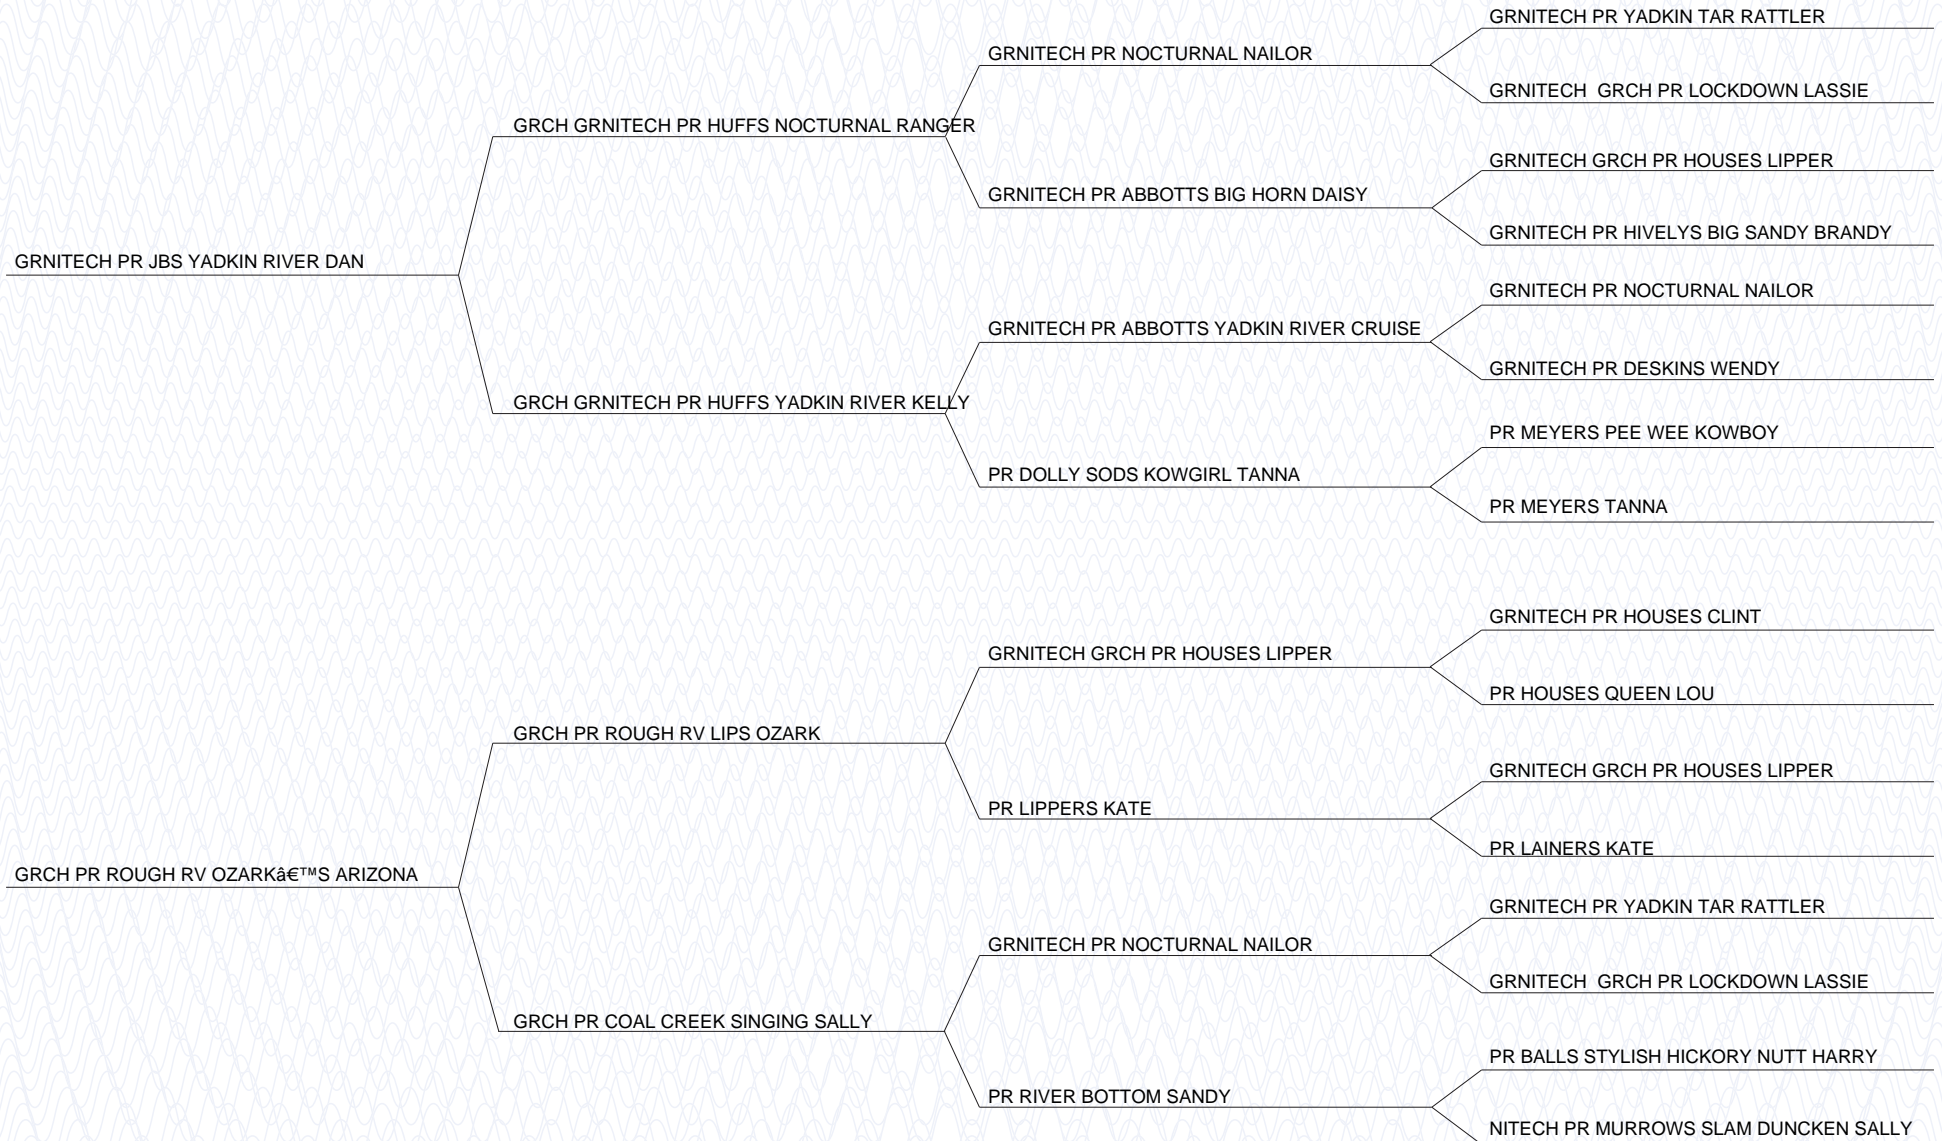 GRNITECH PR YADKIN TAR RATTLER
GRNITECH PR NOCTURNAL NAILOR
GRNITECH  GRCH PR LOCKDOWN LASSIE
GRCH GRNITECH PR HUFFS NOCTURNAL RANGER
GRNITECH GRCH PR HOUSES LIPPER
GRNITECH PR ABBOTTS BIG HORN DAISY
GRNITECH PR HIVELYS BIG SANDY BRANDY
GRNITECH PR JBS YADKIN RIVER DAN
GRNITECH PR NOCTURNAL NAILOR
GRNITECH PR ABBOTTS YADKIN RIVER CRUISE
GRNITECH PR DESKINS WENDY
GRCH GRNITECH PR HUFFS YADKIN RIVER KELLY
PR MEYERS PEE WEE KOWBOY
PR DOLLY SODS KOWGIRL TANNA
PR MEYERS TANNA
GRNITECH PR HOUSES CLINT
GRNITECH GRCH PR HOUSES LIPPER
PR HOUSES QUEEN LOU
GRCH PR ROUGH RV LIPS OZARK
GRNITECH GRCH PR HOUSES LIPPER
PR LIPPERS KATE
PR LAINERS KATE
GRCH PR ROUGH RV OZARKâ€™S ARIZONA
GRNITECH PR YADKIN TAR RATTLER
GRNITECH PR NOCTURNAL NAILOR
GRNITECH  GRCH PR LOCKDOWN LASSIE
GRCH PR COAL CREEK SINGING SALLY
PR BALLS STYLISH HICKORY NUTT HARRY
PR RIVER BOTTOM SANDY
NITECH PR MURROWS SLAM DUNCKEN SALLY